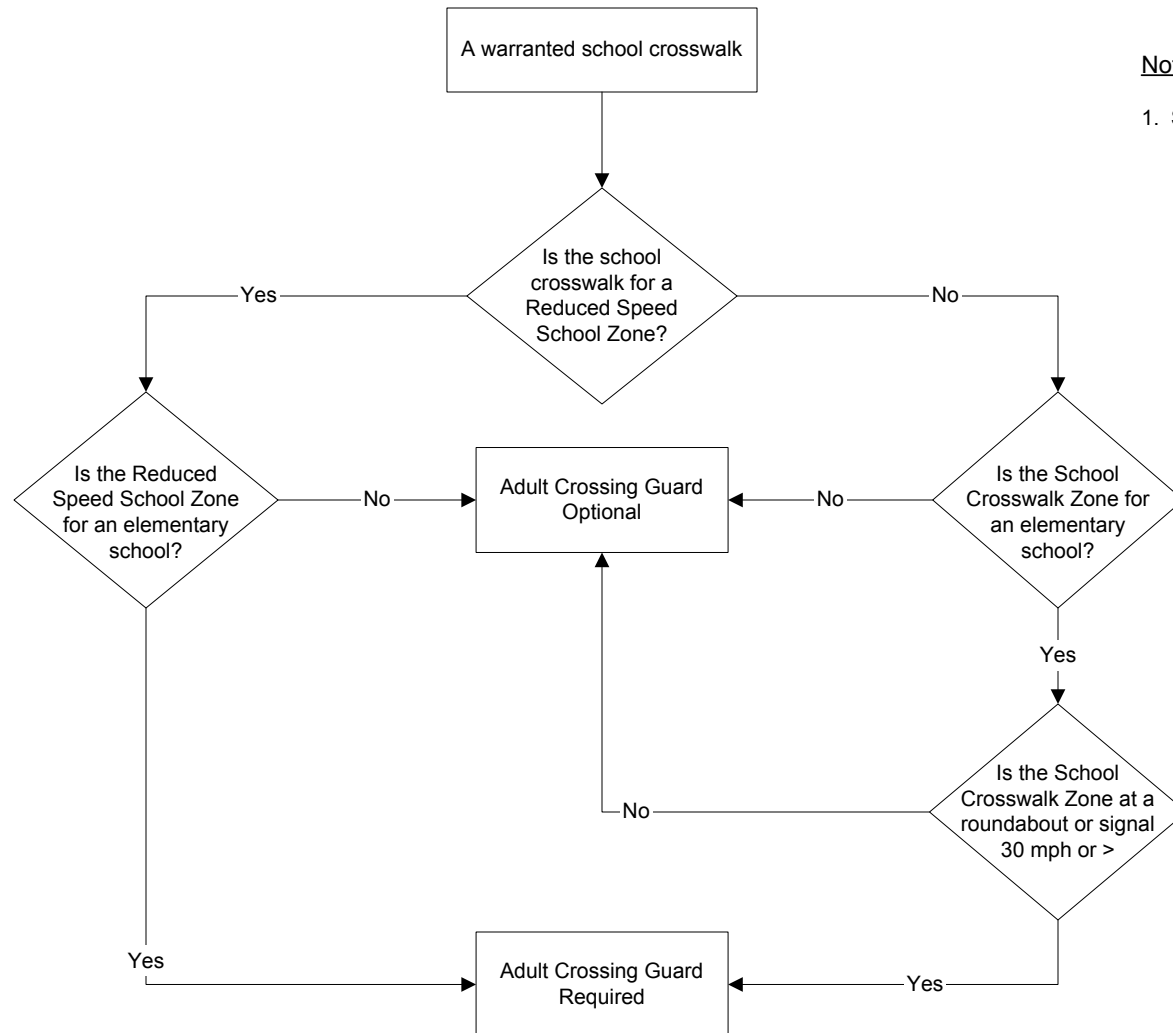 A warranted school crosswalk
1.
Is the school
crosswalk for a
Reduced Speed
School Zone?
Yes
No
Is the Reduced
Speed School Zone
for an elementary
school?
No
Adult Crossing Guard
Optional
No
Is the School
Crosswalk Zone for
an elementary
school?
Yes
Is the School
Crosswalk Zone at a
roundabout or signal
30 mph or >
No
Yes
Adult Crossing Guard
Required
Yes